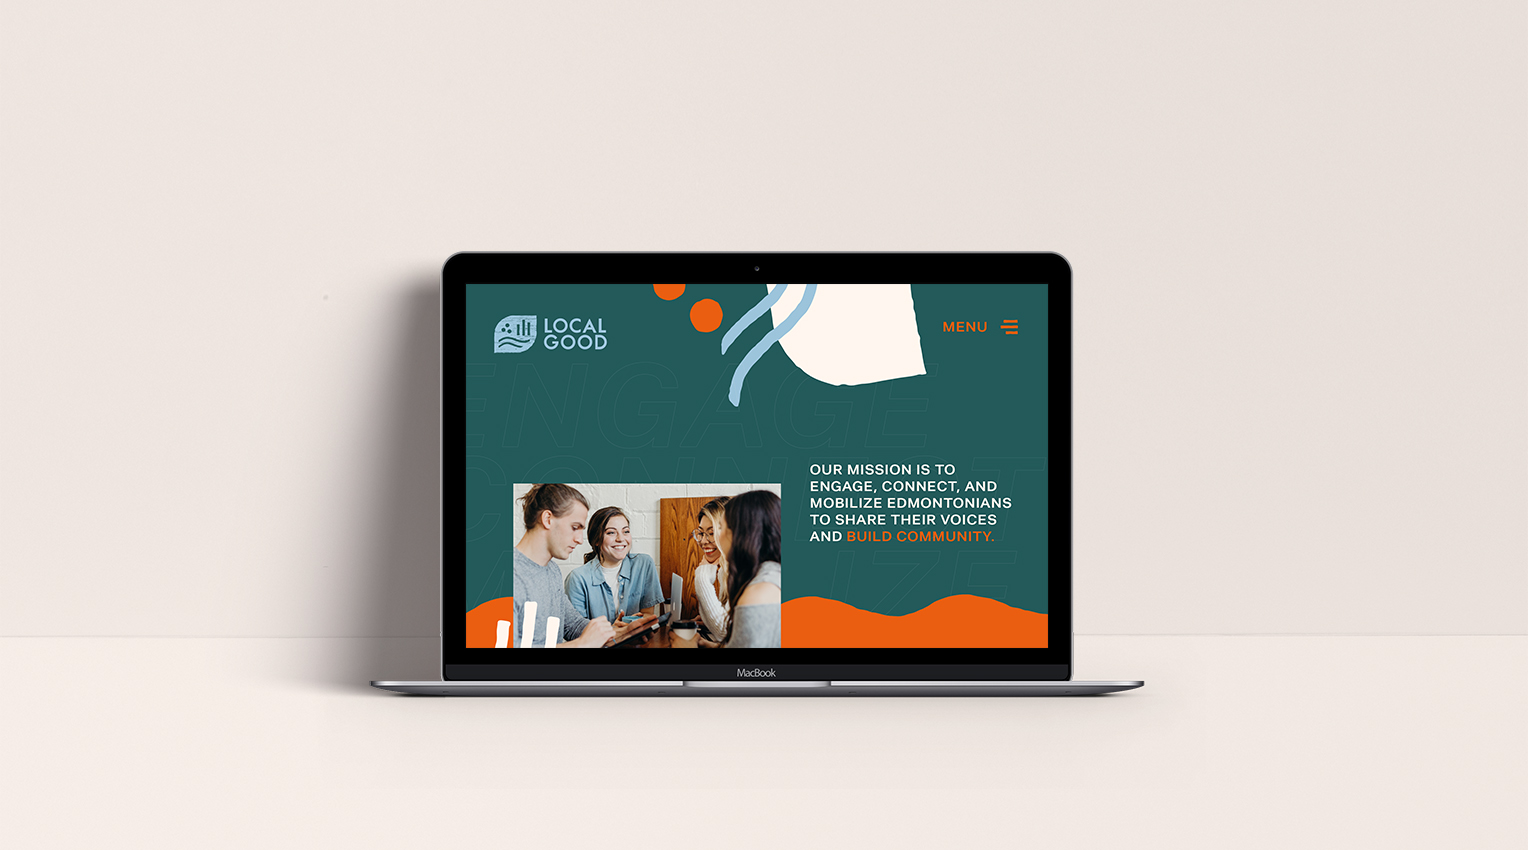 LOCAL
GOOD
MENU
ENGAGE
CONNECT
OUR MISSION IS TO
ENGAGE, CONNECT, AND
MOBILIZE EDMONTONIANS
TO SHARE THEIR VOICES
AND BUILD COMMUNITY.
MacBook